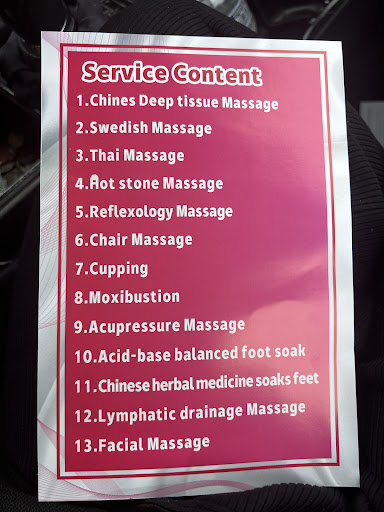 Service Content
1.Chines Deep tissue Massage
2.Swedish Massage
3.Thai Massage
4.Hot stone Massage
5.Reflexology Massage
6.Chair Massage
7.Cupping
8.Moxibustion
9.Acupressure Massage
10.Acid-base balanced foot soak
11.Chinese herbal medicine soaks feet
12.Lymphatic drainage Massage
13.Facial Massage